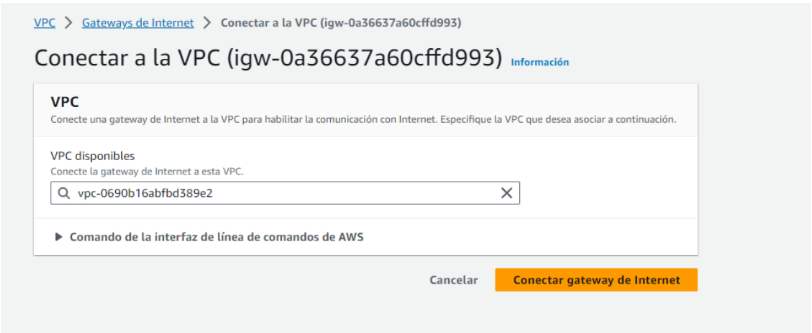 VPC > Gateways de Internet > Conectar a la VPC (igw-0a36637a60cffd993)
Conectar a la VPC (igw-0a36637a60cffd993) Información
VPC
Conecte una gateway de Internet a la VPC para habilitar la comunicación con Internet. Especifique la VPC que desea asociar a continuación.
VPC disponibles
Conecte la gateway de Internet a esta VPC.
vpc-0690b16abfbd389e2
Comando de la interfaz de línea de comandos de AWS
Cancelar Conectar gateway de Internet